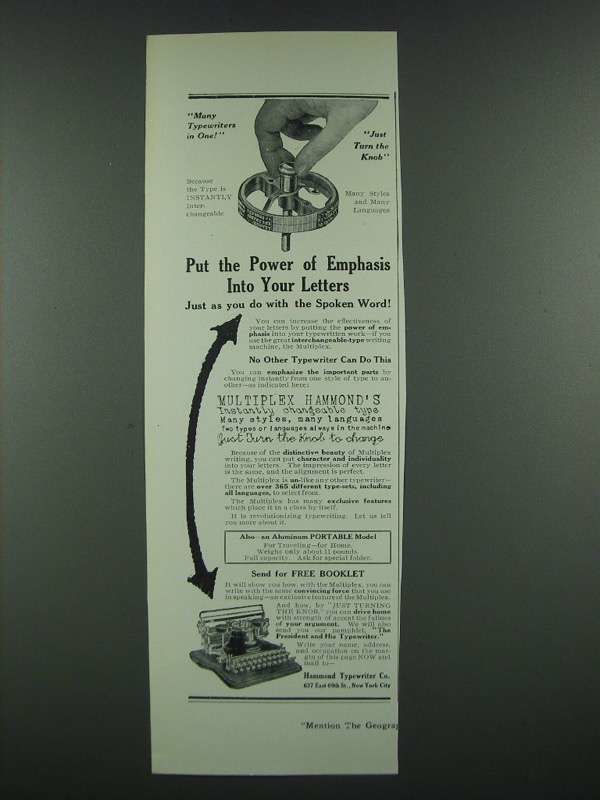 "Many
Typewriters
in One!"
"Just
Turn the
Knob"
Because
the Type is
INSTANTLY
Inter-
changeable
Many Styles
and Many
Languages
Put the Power of Emphasis
Into Your Letters
Just as you do with the Spoken Word!
You can increase the effectiveness of
your letters by putting the power of em-
phasis into your typewritten work—if you
use the great interchangeable-type writing
machine, the Multiplex.
No Other Typewriter Can Do This
You can emphasize the important parts by
changing instantly from one style of type to an-
other—as indicated here:
MULTIPLEX HAMMOND'S
Instantly changeable type
Many styles, many languages
Two types or languages always in the machine
Just Turn the Knob to change
Because of the distinctive beauty of Multiplex
writing, you can put character and individuality
into your letters. The impression of every letter
is the same, and the alignment is perfect.
The Multiplex is un-like any other typewriter—
there are over 365 different type-sets, including
all languages, to select from.
The Multiplex has many exclusive features
which place it in a class by itself.
It is revolutionizing typewriting. Let us tell
you more about it.
Also—an Aluminum PORTABLE Model
For Traveling—for Home.
Weighs only about 11 pounds
Full capacity. Ask for special folder.
Send for FREE BOOKLET
It will show you how, with the Multiplex, you can
write with the same convincing force that you use
in speaking—an exclusive feature of the Multiplex.
And how, by "JUST TURNING
THE KNOB," you can drive home
with strength of accent the fullness
of your argument. We will also
send you our pamphlet, "The
President and His Typewriter."
Write your name, address,
and occupation on the mar-
gin of this page NOW and
mail to—
Hammond Typewriter Co.
637 East 69th St., New York City
"Mention The Geograp